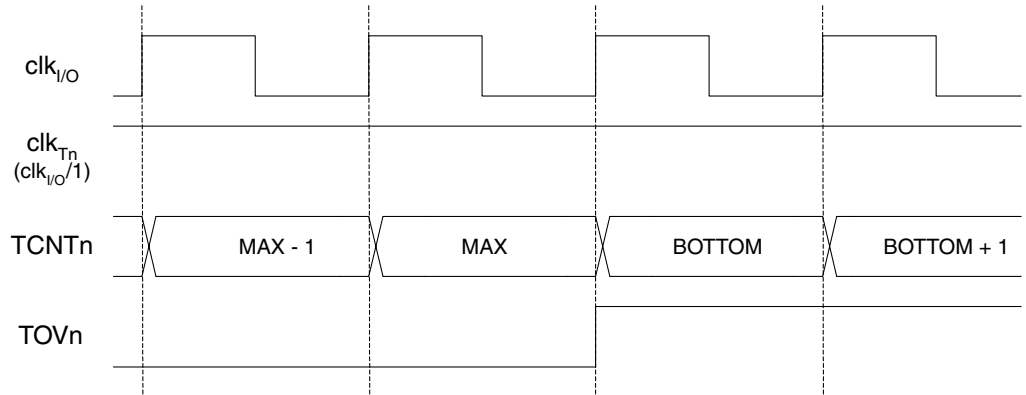 clkI/O
clkTn
(clkI/O/1)
TCNTn MAX - 1 MAX BOTTOM BOTTOM + 1
TOVn